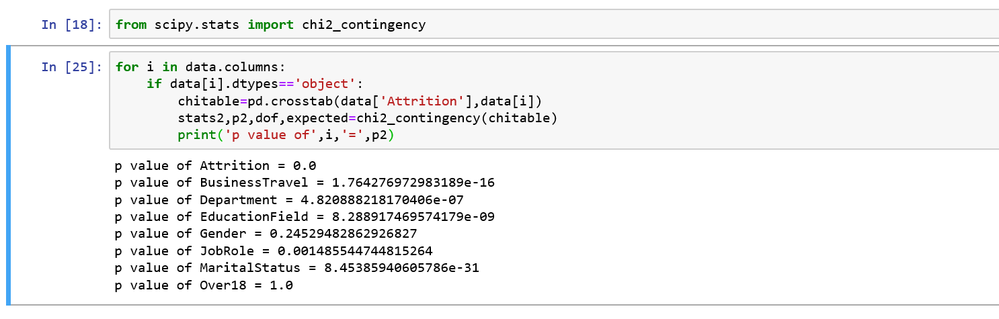 In [18]: from scipy.stats import chi2_contingency
In [25]: for i in data.columns:
    if data[i].dtypes=='object':
        chitable=pd.crosstab(data['Attrition'],data[i])
        stats2,p2,dof,expected=chi2_contingency(chitable)
        print('p value of',i,'=',p2)
p value of Attrition = 0.0
p value of BusinessTravel = 1.764276972983189e-16
p value of Department = 4.820888218170406e-07
p value of EducationField = 8.288917469574179e-09
p value of Gender = 0.24529482862926827
p value of JobRole = 0.001485544744815264
p value of MaritalStatus = 8.45385940605786e-31
p value of Over18 = 1.0